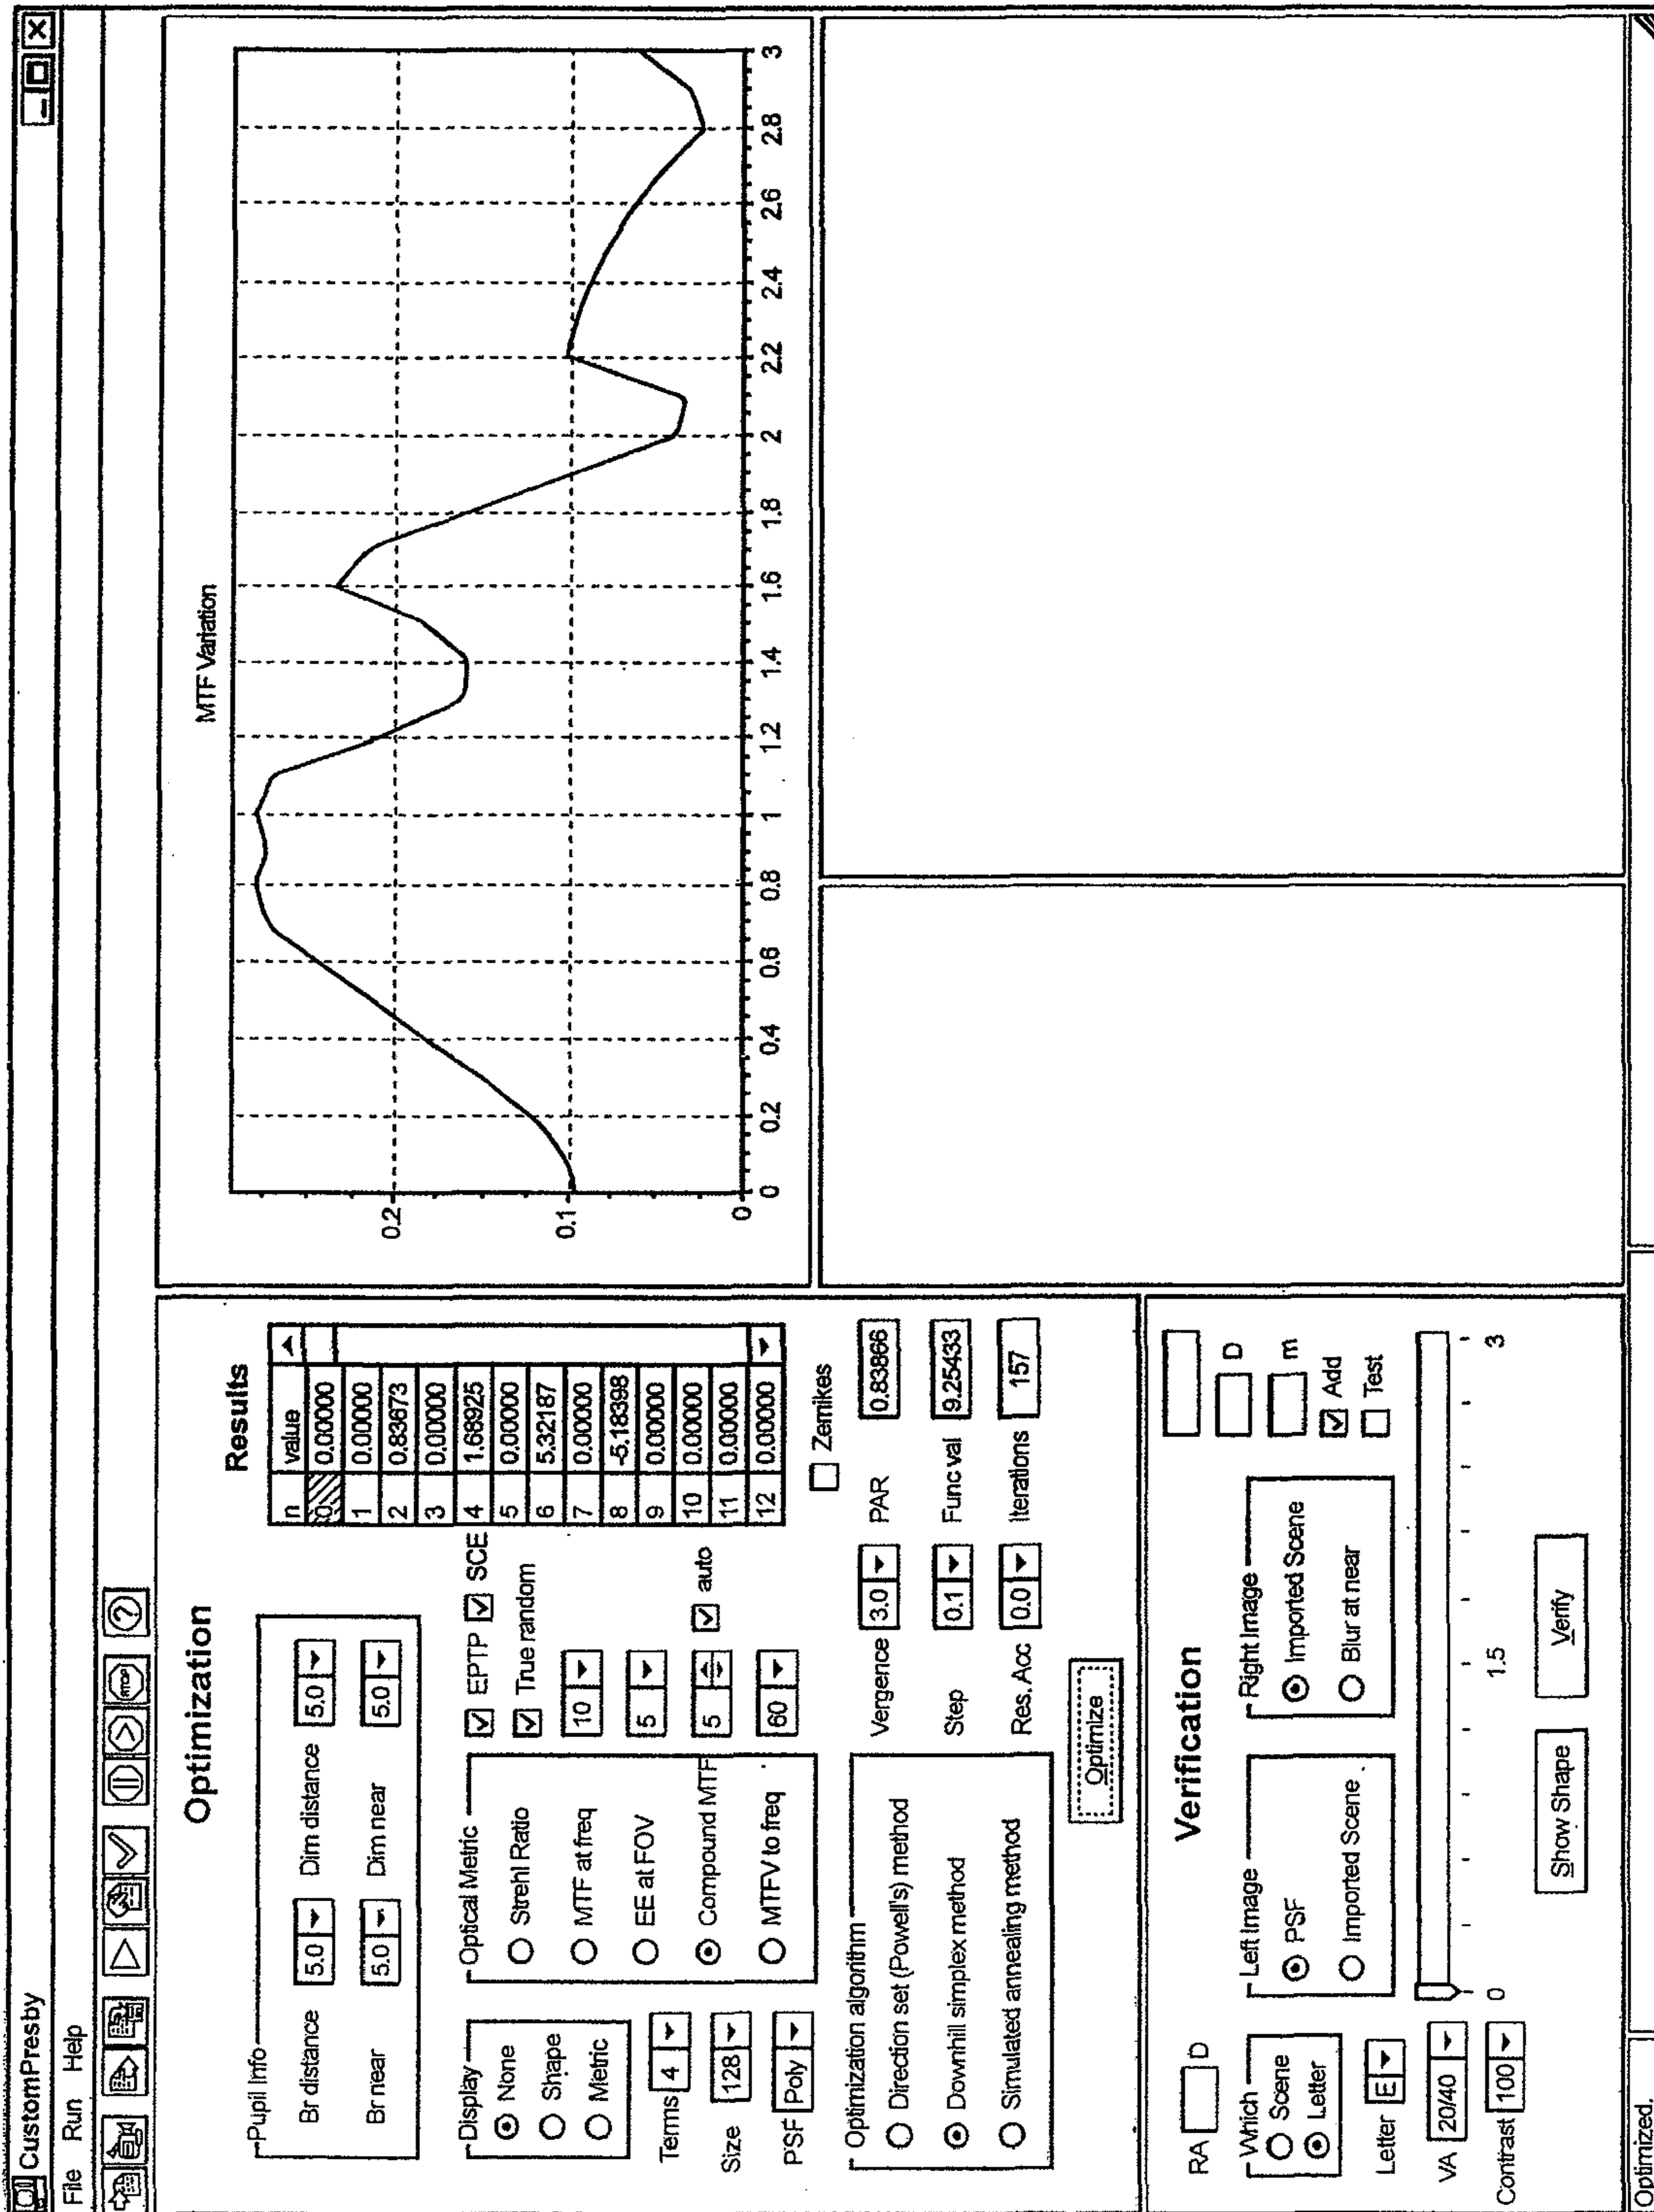 CustomPresby
File Run Help
STOP ?
Optimization
Pupil Info
Br distance 5.0 Dim distance 5.0
Br near 5.0 Dim near 5.0
Display
None
Shape
Metric
Terms 4
Size 128
PSF Poly
Optical Metric
Strehl Ratio
MTF at freq
EE at FOV
Compound MTF
MTFV to freq
EPTP SCE
True random
10
5
5 auto
60
Results
n value
0 0.00000
1 0.00000
2 0.83673
3 0.00000
4 1.68925
5 0.00000
6 5.32187
7 0.00000
8 -5.18398
9 0.00000
10 0.00000
11 0.00000
12 0.00000
Zernikes
Optimization algorithm
Direction set (Powell's) method
Downhill simplex method
Simulated annealing method
Vergence 3.0 PAR 0.83866
Step 0.1 Func val 9.25433
Res. Acc 0.0 Iterations 157
Optimize
Verification
RA D
Which
Scene
Letter
Letter E
VA 20/40
Contrast 100
Left Image
PSF
Imported Scene
Right Image
Imported Scene
Blur at near
D
m
Add
Test
0 1.5 3
Show Shape Verify
Optimized.
MTF Variation
0.2
0.1
0
0 0.2 0.4 0.6 0.8 1 1.2 1.4 1.6 1.8 2 2.2 2.4 2.6 2.8 3